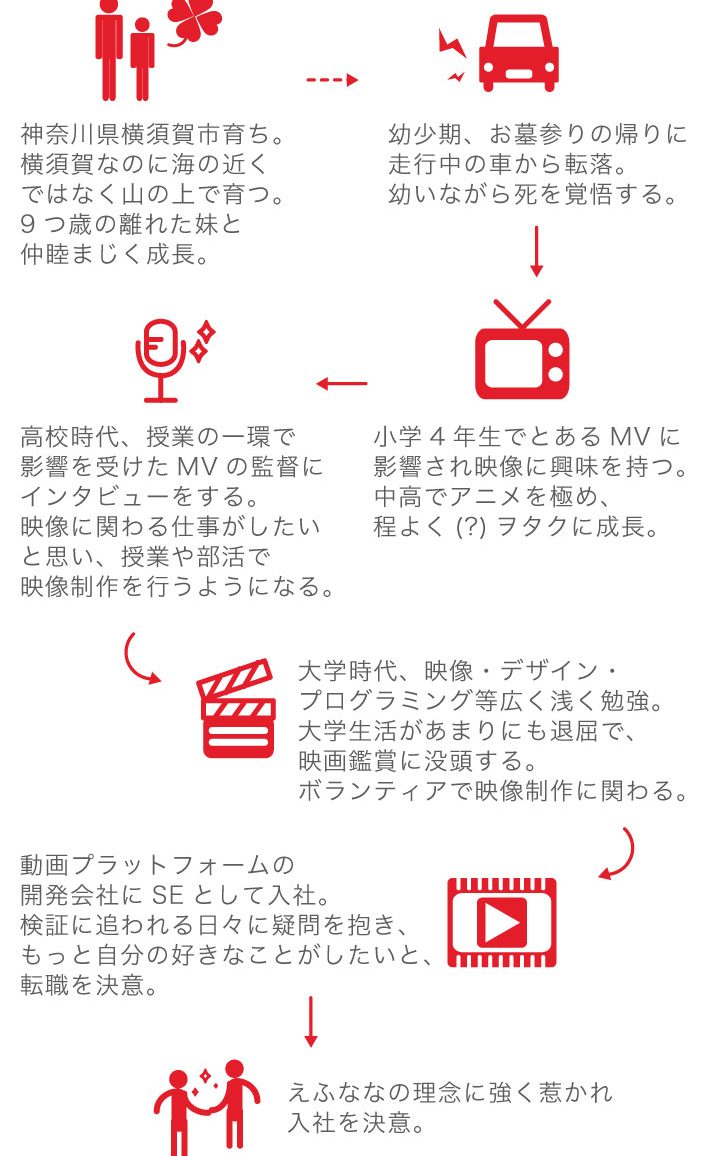 神奈川県横須賀市育ち。
横須賀なのに海の近く
ではなく山の上で育つ。
9つ歳の離れた妹と
仲睦まじく成長。
幼少期、お墓参りの帰りに
走行中の車から転落。
幼いながら死を覚悟する。
小学4年生でとあるMVに
影響され映像に興味を持つ。
中高でアニメを極め、
程よく(?)ヲタクに成長。
高校時代、授業の一環で
影響を受けたMVの監督に
インタビューをする。
映像に関わる仕事がしたい
と思い、授業や部活で
映像制作を行うようになる。
大学時代、映像・デザイン・
プログラミング等広く浅く勉強。
大学生活があまりにも退屈で、
映画鑑賞に没頭する。
ボランティアで映像制作に関わる。
動画プラットフォームの
開発会社にSEとして入社。
検証に追われる日々に疑問を抱き、
もっと自分の好きなことがしたいと、
転職を決意。
えふななの理念に強く惹かれ
入社を決意。